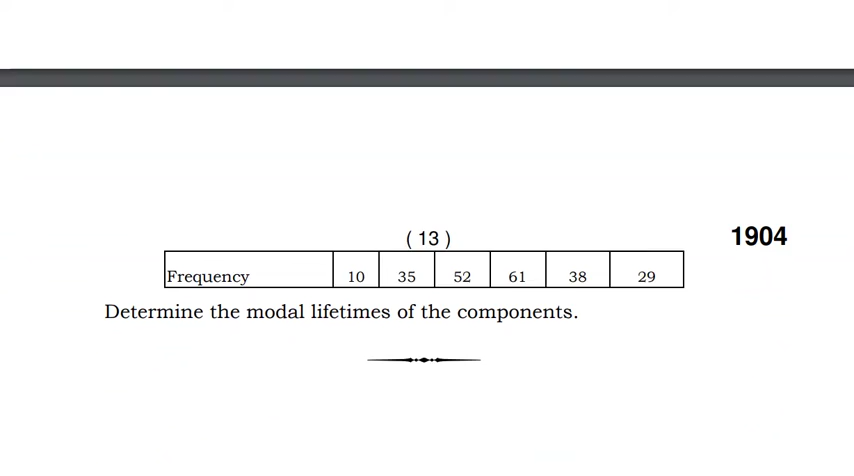 ( 13 )
1904
Frequency 10 35 52 61 38 29
Determine the modal lifetimes of the components.